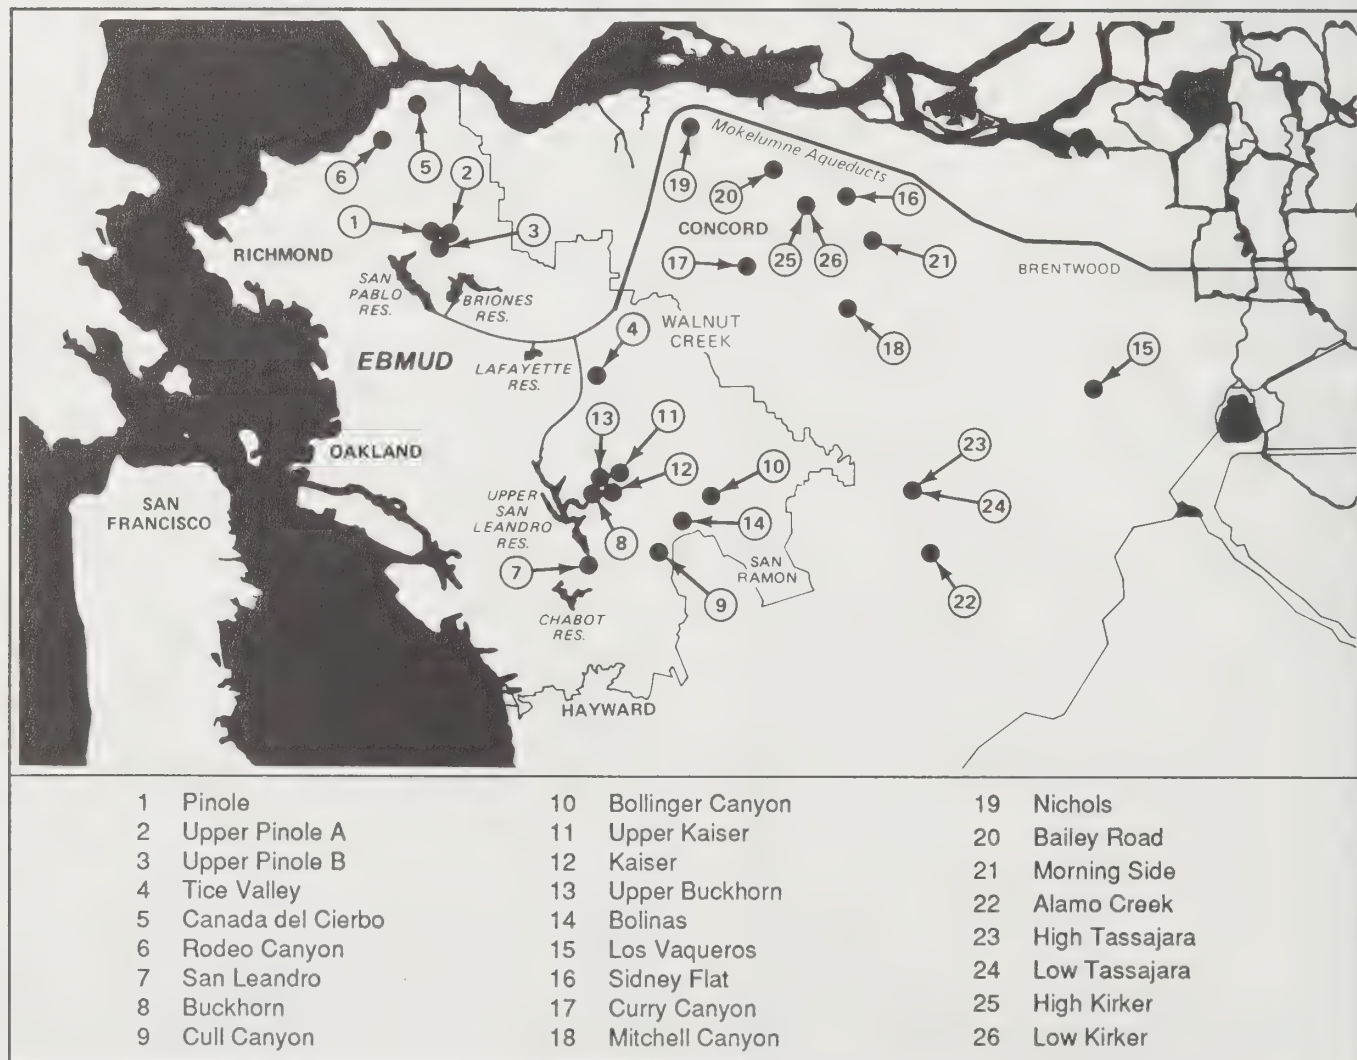 Mokelumne Aqueducts
5
2
6
19
20
16
1
3
CONCORD
RICHMOND
17
25
26
21
BRENTWOOD
SAN
PABLO
RES.
BRIONES
RES.
4
WALNUT
CREEK
18
EBMUD
LAFAYETTE
RES.
15
13
11
OAKLAND
12
10
23
SAN
FRANCISCO
UPPER
SAN
LEANDRO
RES.
24
8
14
7
SAN
RAMON
9
22
CHABOT
RES.
HAYWARD
1 Pinole
2 Upper Pinole A
3 Upper Pinole B
4 Tice Valley
5 Canada del Cierbo
6 Rodeo Canyon
7 San Leandro
8 Buckhorn
9 Cull Canyon
10 Bollinger Canyon
11 Upper Kaiser
12 Kaiser
13 Upper Buckhorn
14 Bolinas
15 Los Vaqueros
16 Sidney Flat
17 Curry Canyon
18 Mitchell Canyon
19 Nichols
20 Bailey Road
21 Morning Side
22 Alamo Creek
23 High Tassajara
24 Low Tassajara
25 High Kirker
26 Low Kirker